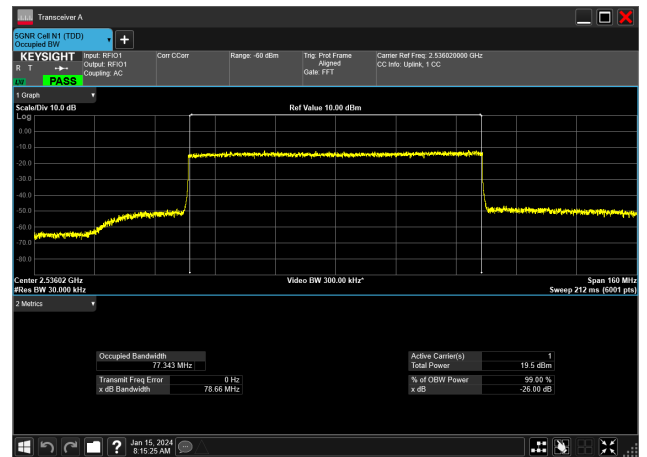 Transceiver A
5GNR Cell N1 (TDD)
Occupied BW
KEYSIGHT
R T
LW PASS
Input: RFIO1
Output: RFIO1
Coupling: AC
Corr CCorr
Range: -60 dBm
Trig: Prot Frame
Aligned
Gate: FFT
Carrier Ref Freq: 2.536020000 GHz
CC Info: Uplink, 1 CC
1 Graph
Scale/Div 10.0 dB
Ref Value 10.00 dBm
Log
0.00
-10.0
-20.0
-30.0
-40.0
-50.0
-60.0
-70.0
-80.0
Center 2.53602 GHz
Video BW 300.00 kHz*
Span 160 MHz
#Res BW 30.000 kHz
Sweep 212 ms (6001 pts)
2 Metrics
Occupied Bandwidth
77.343 MHz
Transmit Freq Error 0 Hz
x dB Bandwidth 78.66 MHz
Active Carrier(s) 1
Total Power 19.5 dBm
% of OBW Power 99.00 %
x dB -26.00 dB
Jan 15, 2024
8:15:25 AM